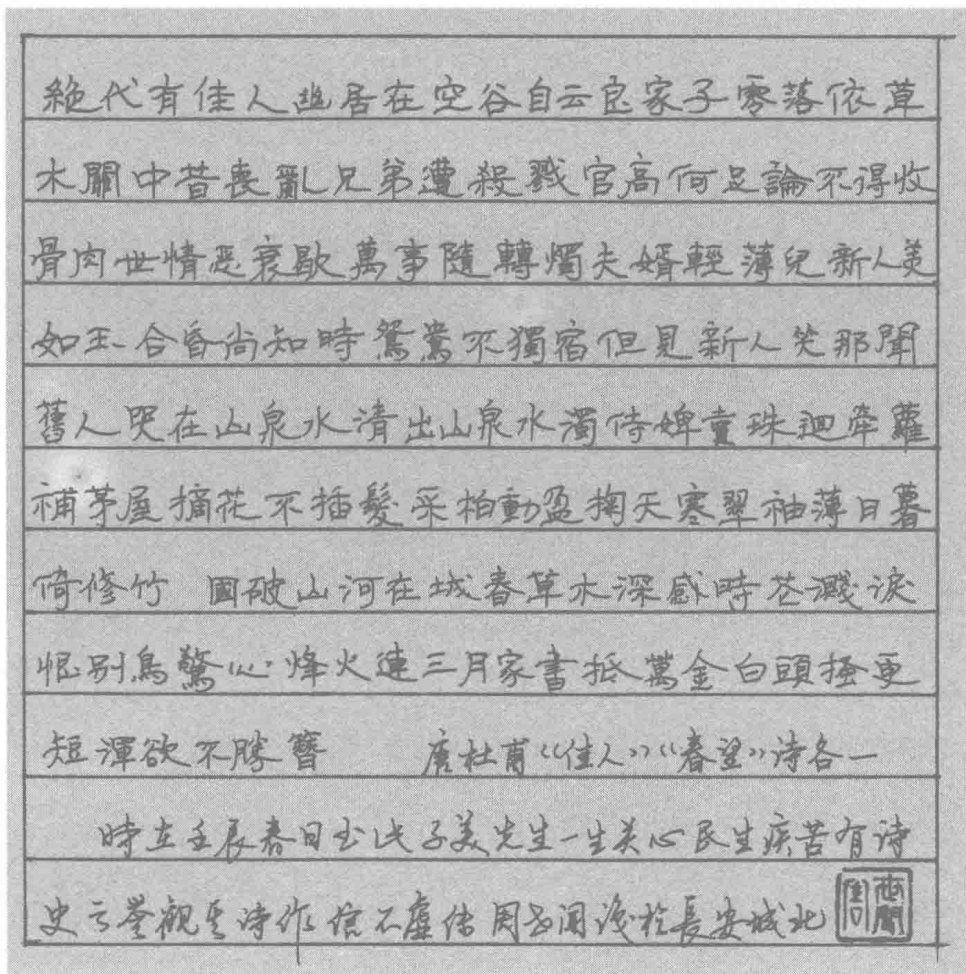 絶代有佳人幽居在空谷自云良家子零落依草
木關中昔喪亂兄弟遭殺戮官高何足論不得收
骨肉世情惡衰歇萬事隨轉燭夫婿輕薄兒新人美
如玉合昏尚知時鴛鴦不獨宿但見新人笑那聞
舊人哭在山泉水清出山泉水濁侍婢賣珠迴牽蘿
補茅屋摘花不插髮采柏動盈掬天寒翠袖薄日暮
倚修竹 國破山河在城春草木深感時花濺淚
恨别鳥驚心烽火連三月家書抵萬金白頭搔更
短渾欲不勝簪 唐杜甫《佳人》《春望》诗各一
時在壬辰春日也子美先生一生关心民生疾苦有诗
史之誉觀其诗作信不虛传周世闻识於長安城北
世聞